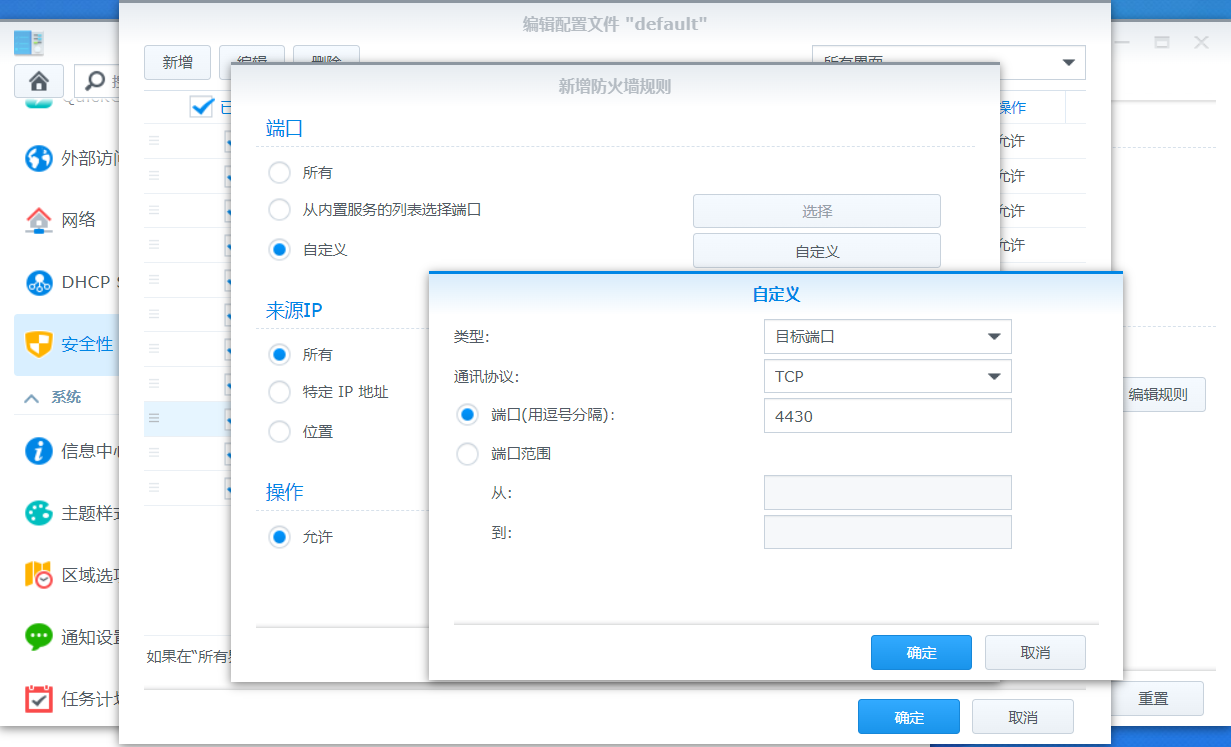 编辑配置文件 "default"
新增
编辑
删除
所有界面
新增防火墙规则
操作
允许
允许
允许
允许
端口
所有
从内置服务的列表选择端口
选择
自定义
自定义
来源IP
所有
特定 IP 地址
位置
操作
允许
自定义
类型:
目标端口
通讯协议:
TCP
端口(用逗号分隔):
4430
端口范围
从:
到:
确定
取消
外部访问
网络
DHCP S
安全性
系统
信息中心
主题样式
区域选项
通知设置
任务计划
编辑规则
如果在“所有界
确定
取消
重置